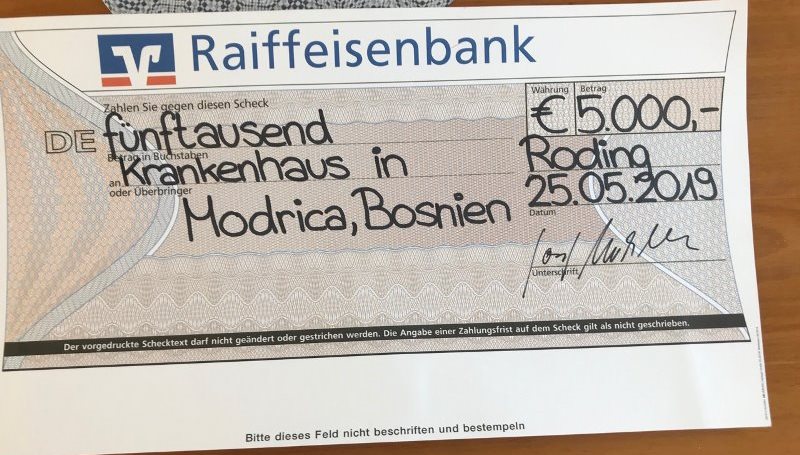 Raiffeisenbank
Zahlen Sie gegen diesen Scheck
Währung Betrag
€ 5.000,-
DE fünftausend
Betrag in Buchstaben
Krankenhaus in
an
oder Überbringer
Modrica, Bosnien
Roding
25.05.2019
Datum
Unterschrift
Der vorgedruckte Schecktext darf nicht geändert oder gestrichen werden. Die Angabe einer Zahlungsfrist auf dem Scheck gilt als nicht geschrieben.
Bitte dieses Feld nicht beschriften und bestempeln